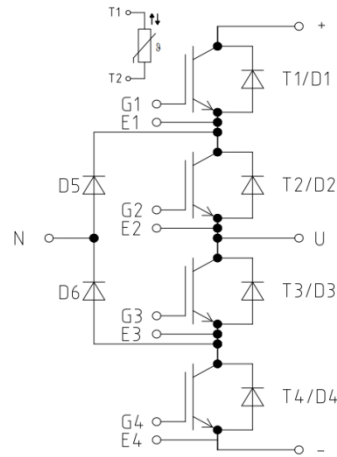 T1
T2
ϑ
+
G1
E1
T1/D1
D5
G2
E2
T2/D2
N
U
D6
G3
E3
T3/D3
G4
E4
T4/D4
-